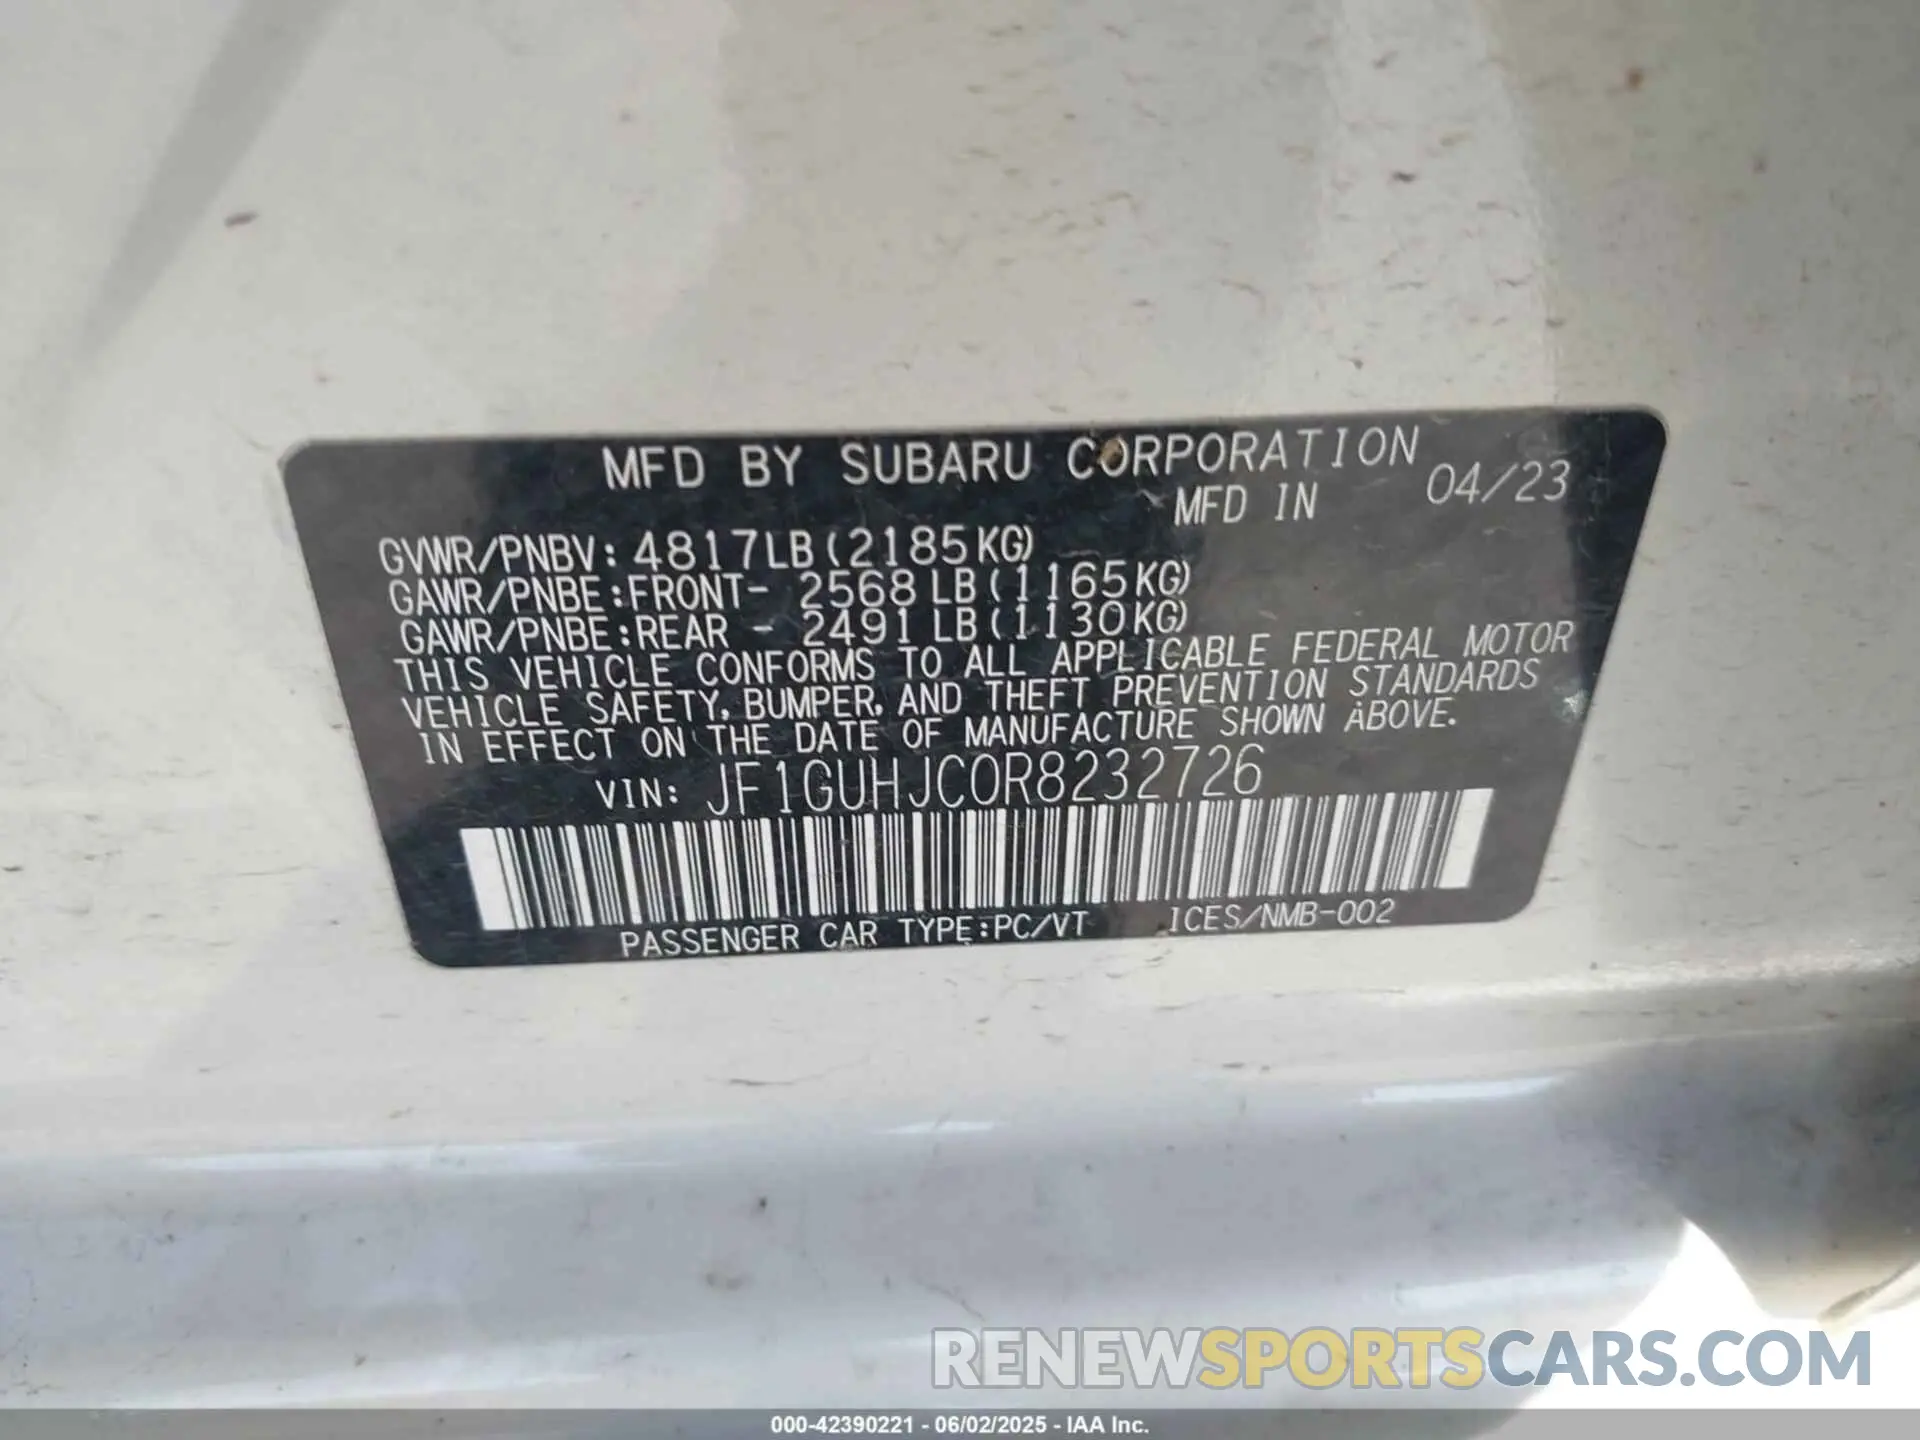 MFD BY SUBARU CORPORATION
MFD IN 04/23
GVWR/PNBV: 4817LB(2185KG)
GAWR/PNBE:FRONT- 2568LB(1165KG)
GAWR/PNBE:REAR - 2491LB(1130KG)
THIS VEHICLE CONFORMS TO ALL APPLICABLE FEDERAL MOTOR
VEHICLE SAFETY, BUMPER, AND THEFT PREVENTION STANDARDS
IN EFFECT ON THE DATE OF MANUFACTURE SHOWN ABOVE.
VIN: JF1GUHJC0R8232726
PASSENGER CAR TYPE:PC/VT ICES/NMB-002
RENEWSPORTSCARS.COM
000-42390221 - 06/02/2025 - IAA Inc.